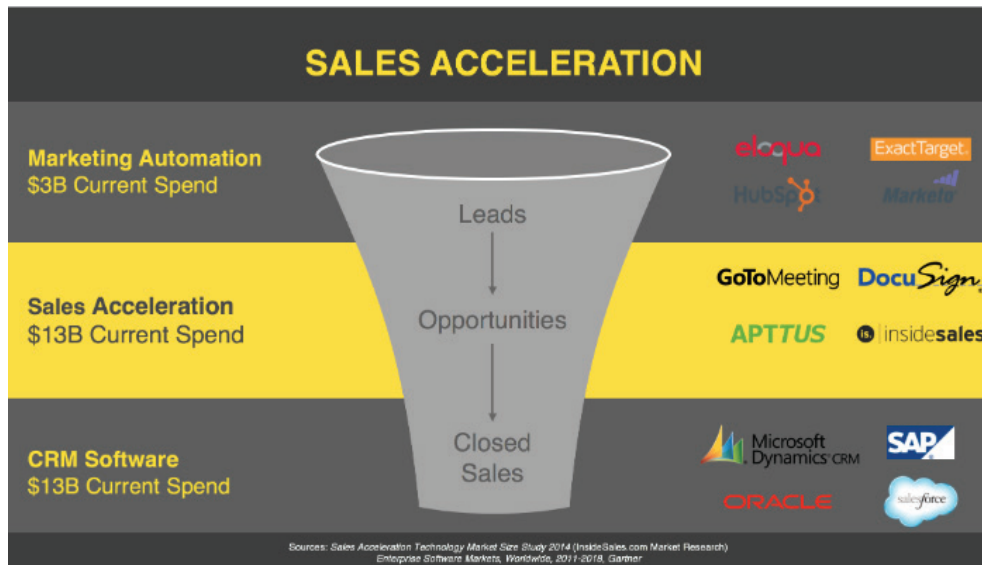 SALES ACCELERATION
Marketing Automation
$3B Current Spend
eloqua
ExactTarget.
HubSpot
Marketo
Leads
Sales Acceleration
$13B Current Spend
GoToMeeting
DocuSign
APTTUS
is. insidesales
Opportunities
CRM Software
$13B Current Spend
Closed
Sales
Microsoft
Dynamics CRM
SAP
ORACLE
salesforce
Sources: Sales Acceleration Technology Market Size Study 2014 (InsideSales.com Market Research)
Enterprise Software Markets, Worldwide, 2011-2018, Gartner